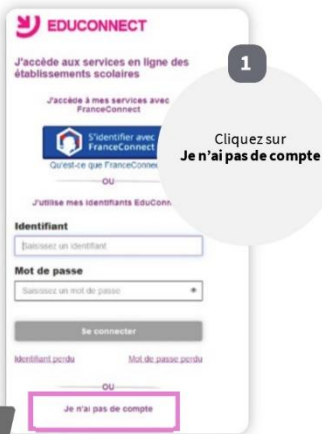 EDUCONNECT
J'accède aux services en ligne des
établissements scolaires
J'accède à mes services avec
FranceConnect
S'identifier avec
FranceConnect
Qu'est-ce que FranceConnec
OU
J'utilise mes identifiants EduConn
Identifiant
Saisissez un identifiant
Mot de passe
Saisissez un mot de passe
Se connecter
Identifiant perdu Mot de passe perdu
OU
Je n'ai pas de compte
1
Cliquez sur
Je n'ai pas de compte